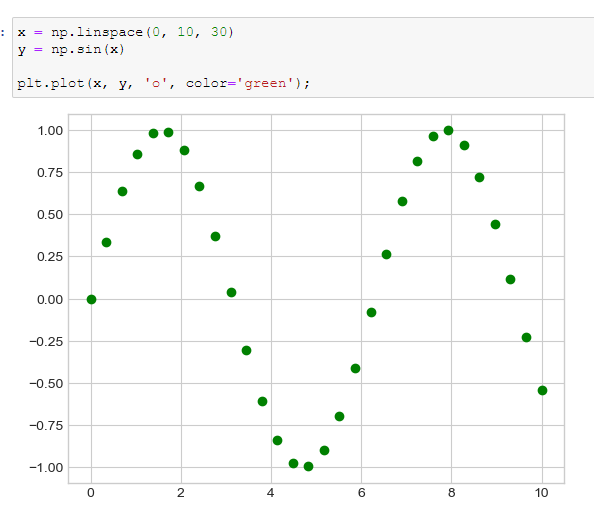 :
x = np.linspace(0, 10, 30)
y = np.sin(x)
plt.plot(x, y, 'o', color='green');
1.00
0.75
0.50
0.25
0.00
−0.25
−0.50
−0.75
−1.00
0 2 4 6 8 10